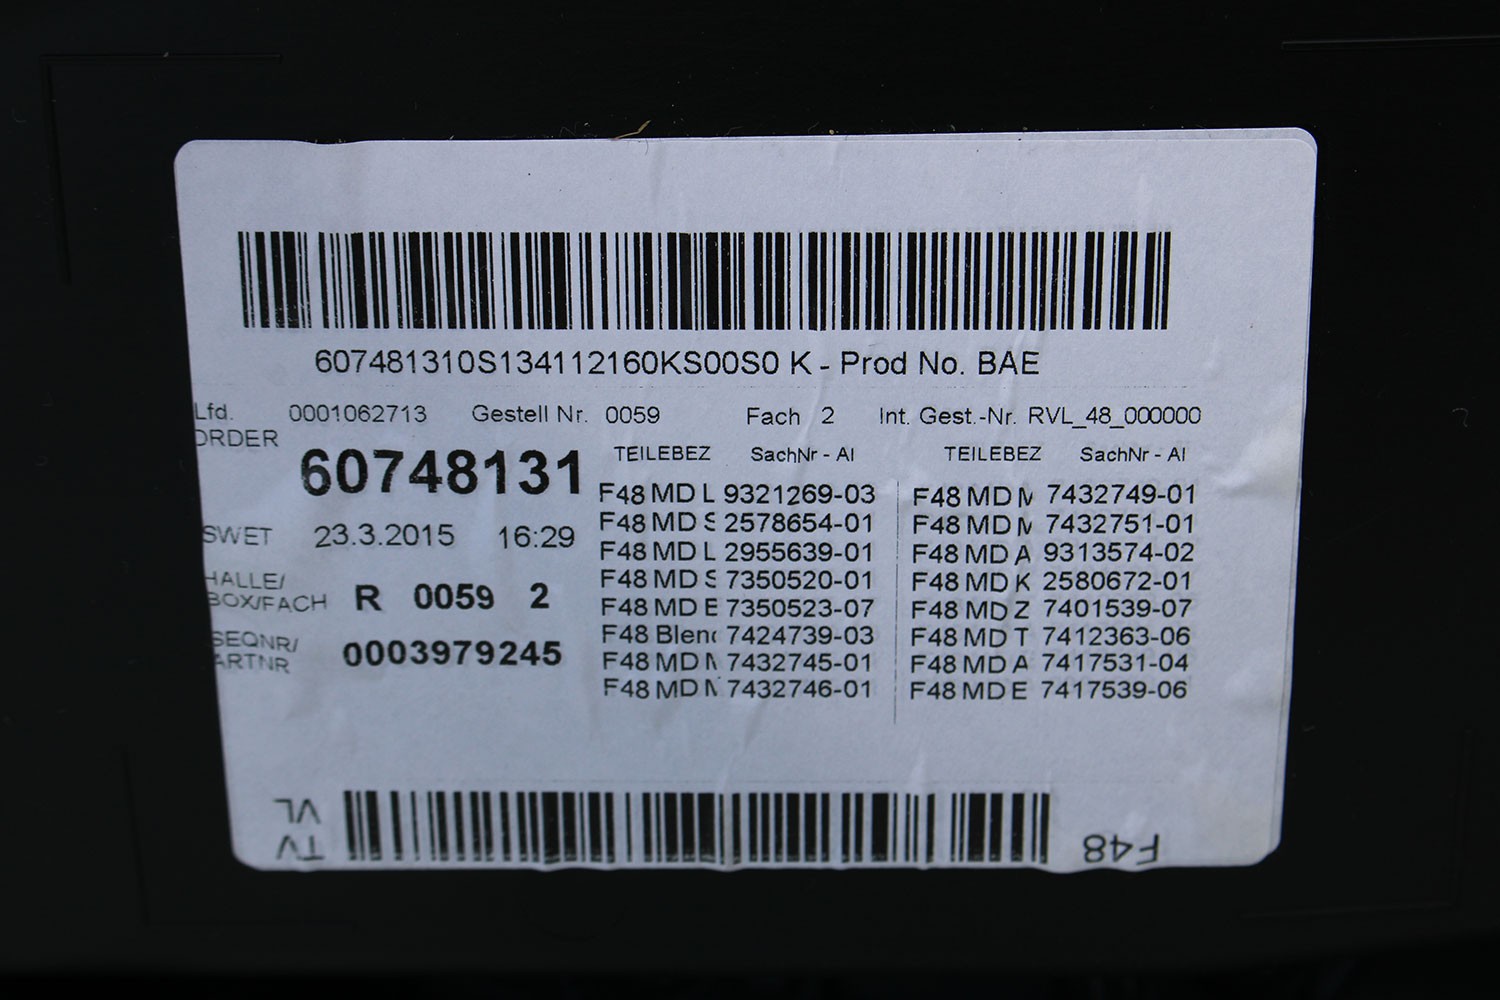 607481310S134112160KS00S0 K - Prod No. BAE
Lfd. 0001062713 Gestell Nr. 0059 Fach 2 Int. Gest.-Nr. RVL_48_000000
ORDER 60748131
TEILEBEZ SachNr - AI TEILEBEZ SachNr - AI
F48 MD L 9321269-03 F48 MD M 7432749-01
F48 MD S 2578654-01 F48 MD M 7432751-01
SWET 23.3.2015 16:29
F48 MD L 2955639-01 F48 MD A 9313574-02
F48 MD S 7350520-01 F48 MD K 2580672-01
HALLE/
BOX/FACH R 0059 2
F48 MD E 7350523-07 F48 MD Z 7401539-07
F48 Blend 7424739-03 F48 MD T 7412363-06
SEQNR/
ARTNR 0003979245
F48 MD M 7432745-01 F48 MD A 7417531-04
F48 MD M 7432746-01 F48 MD E 7417539-06
VL
TV
F48